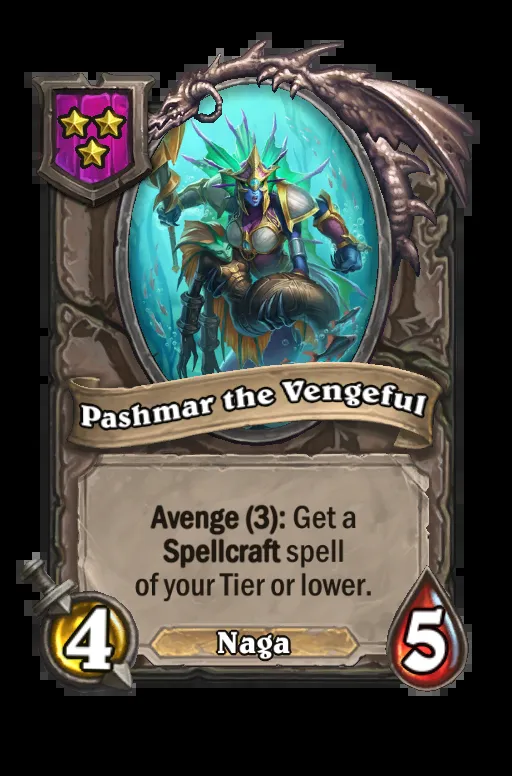 Pashmar the Vengeful
Avenge (3): Get a
Spellcraft spell
of your Tier or lower.
4
Naga
5